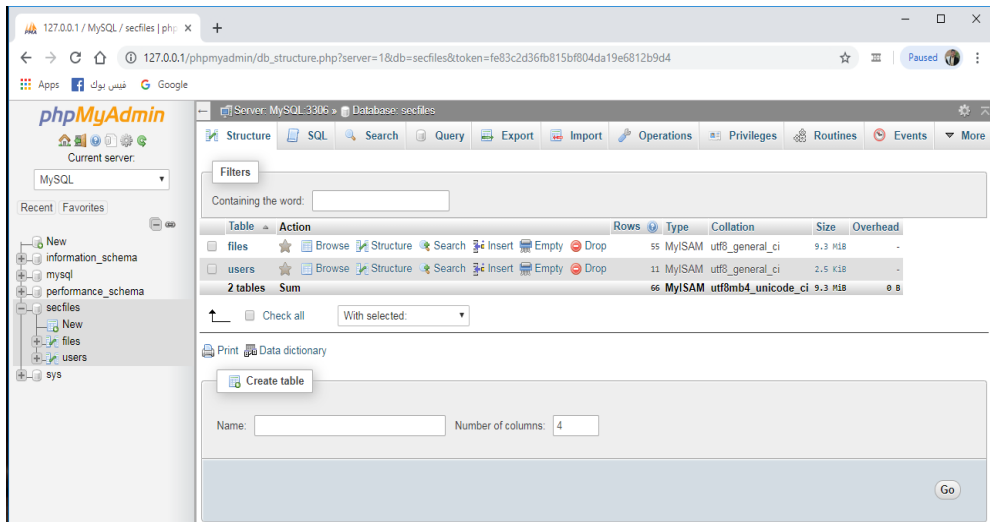 127.0.0.1 / MySQL / secfiles | php
127.0.0.1/phpmyadmin/db_structure.php?server=1&db=secfiles&token=fe83c2d36fb815bf804da19e6812b9d4
Paused
Apps فيس بوك Google
phpMyAdmin
Current server:
MySQL
Recent Favorites
New
information_schema
mysql
performance_schema
secfiles
New
files
users
sys
Server: MySQL:3306 » Database: secfiles
Structure SQL Search Query Export Import Operations Privileges Routines Events More
Filters
Containing the word:
Table Action Rows Type Collation Size Overhead
files Browse Structure Search Insert Empty Drop 55 MyISAM utf8_general_ci 9.3 MiB -
users Browse Structure Search Insert Empty Drop 11 MyISAM utf8_general_ci 2.5 KiB -
2 tables Sum 66 MyISAM utf8mb4_unicode_ci 9.3 MiB 0 B
Check all With selected:
Print Data dictionary
Create table
Name: Number of columns: 4
Go